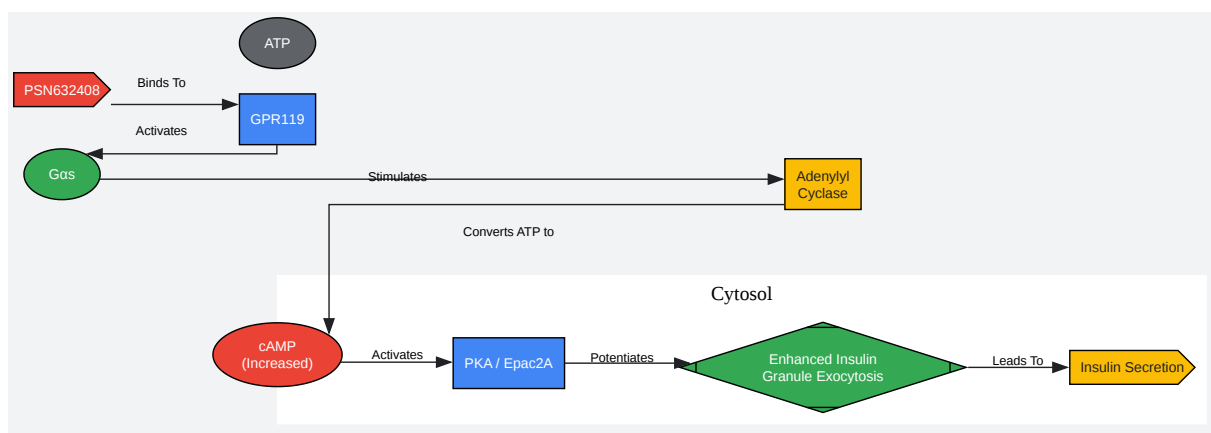 ATP
PSN632408
Binds To
GPR119
Activates
Gαs
Stimulates
Adenylyl
Cyclase
Converts ATP to
Cytosol
cAMP
(Increased)
Activates
PKA / Epac2A
Potentiates
Enhanced Insulin
Granule Exocytosis
Leads To
Insulin Secretion